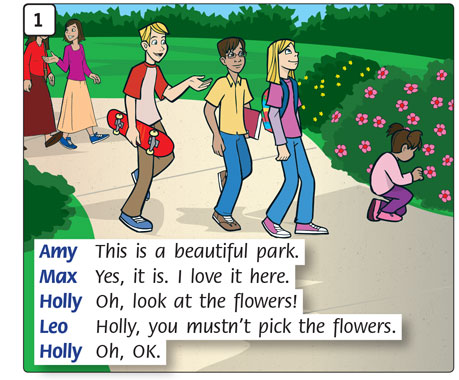 1
Amy This is a beautiful park.
Max Yes, it is. I love it here.
Holly Oh, look at the flowers!
Leo Holly, you mustn't pick the flowers.
Holly Oh, OK.